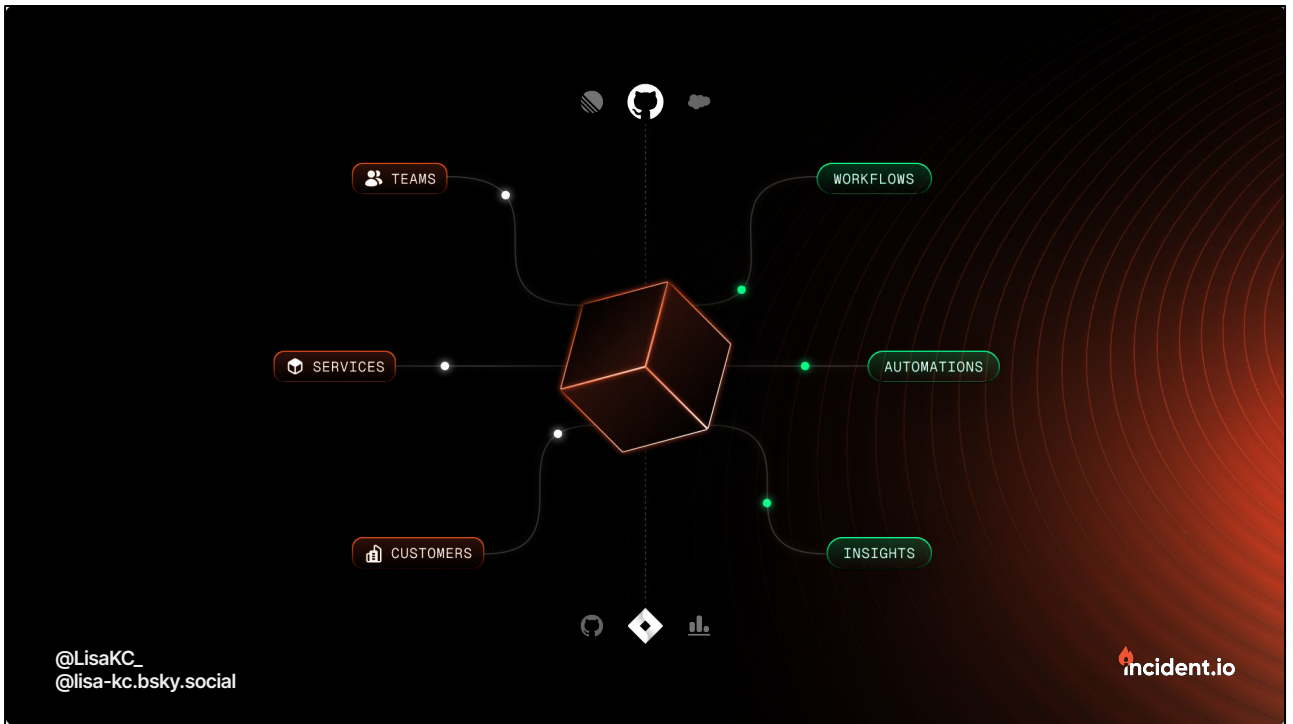 TEAMS
WORKFLOWS
SERVICES
AUTOMATIONS
CUSTOMERS
INSIGHTS
@LisaKC_
@lisa-kc.bsky.social
incident.io